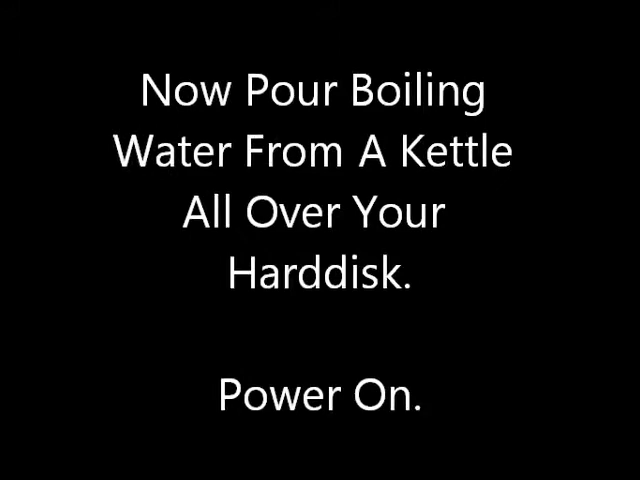 Now Pour Boiling
Water From A Kettle
All Over Your
Harddisk.
Power On.